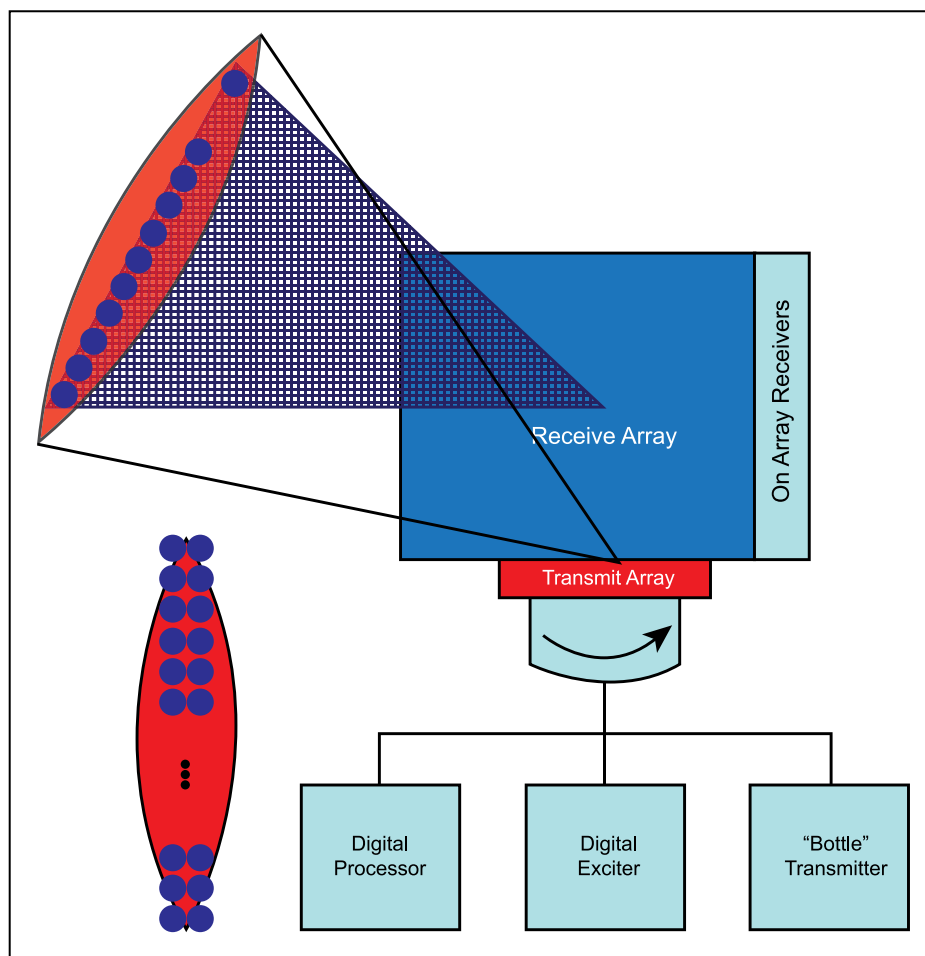 Receive Array
On Array Receivers
Transmit Array
Digital
Processor
Digital
Exciter
“Bottle”
Transmitter